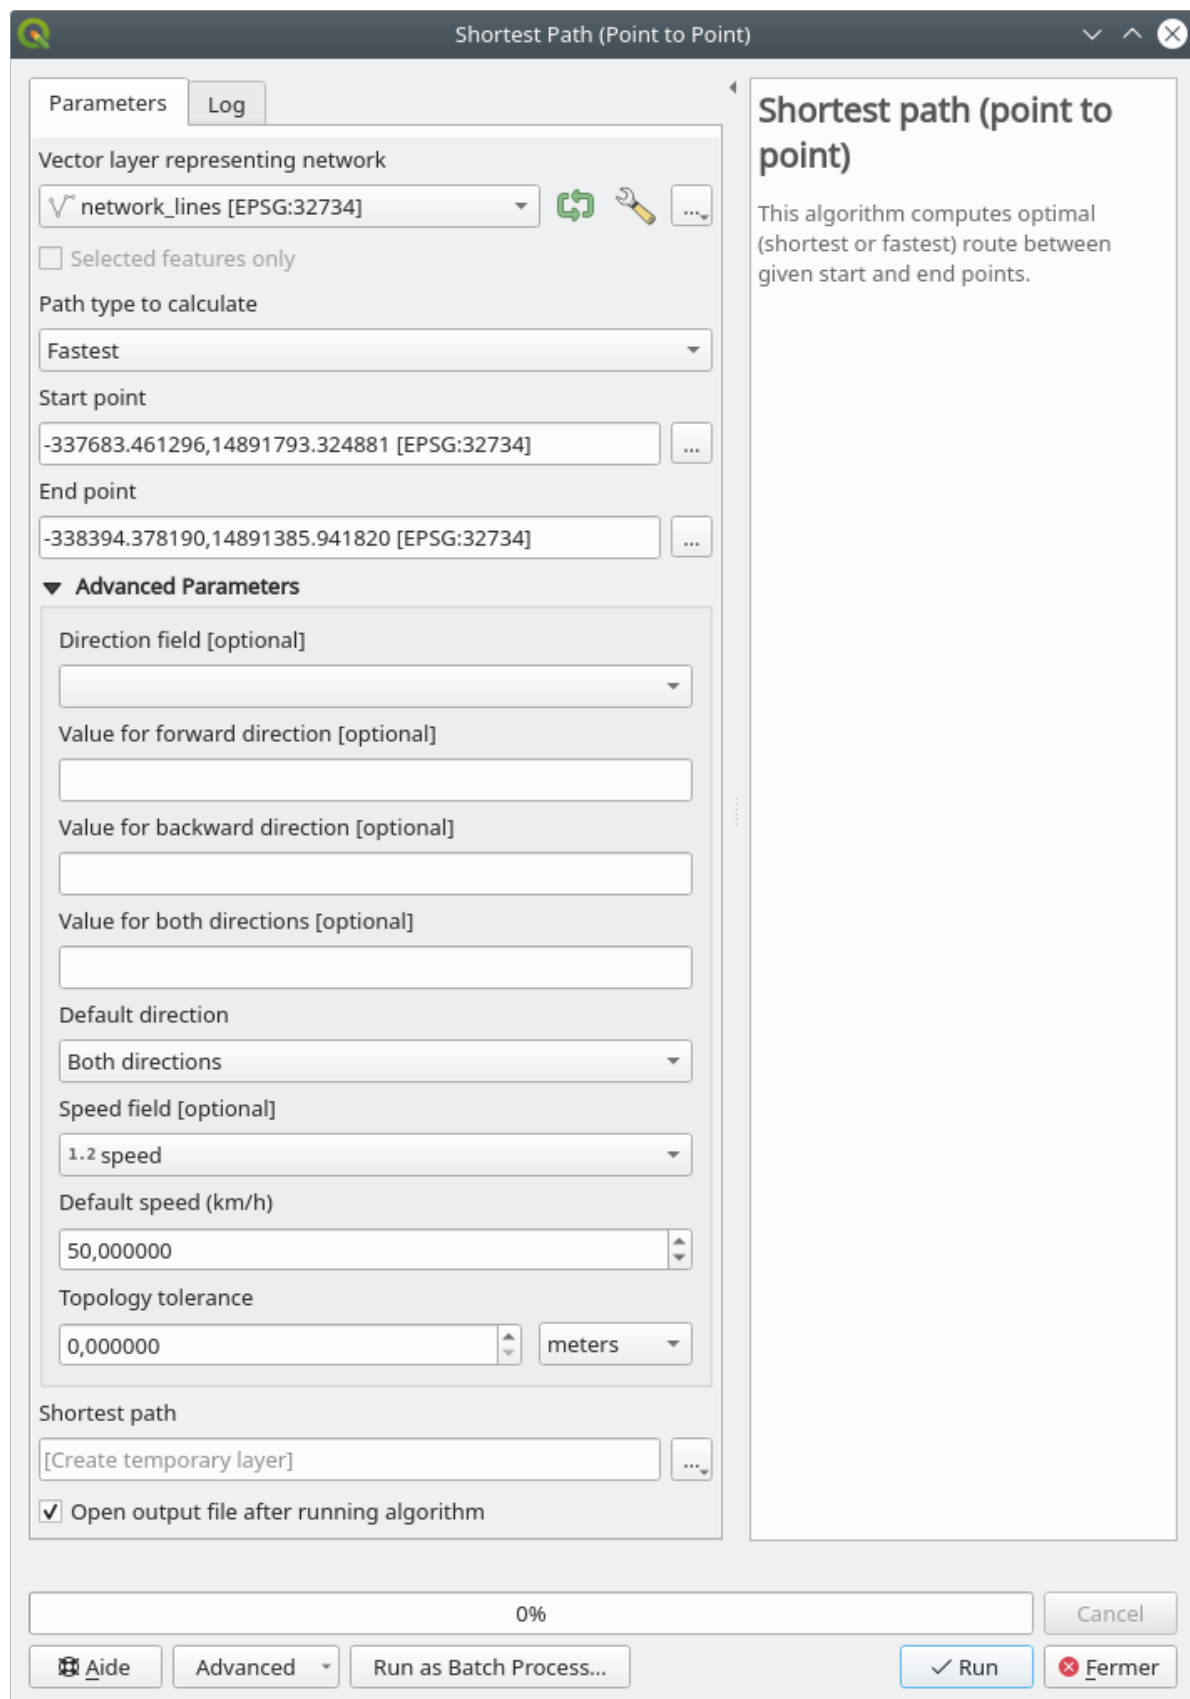 Shortest Path (Point to Point)
Parameters
Log
Vector layer representing network
network_lines [EPSG:32734]
...
Selected features only
Path type to calculate
Fastest
Start point
-337683.461296,14891793.324881 [EPSG:32734]
...
End point
-338394.378190,14891385.941820 [EPSG:32734]
...
Advanced Parameters
Direction field [optional]
Value for forward direction [optional]
Value for backward direction [optional]
Value for both directions [optional]
Default direction
Both directions
Speed field [optional]
1.2 speed
Default speed (km/h)
50,000000
Topology tolerance
0,000000
meters
Shortest path
[Create temporary layer]
...
Open output file after running algorithm
Shortest path (point to
point)
This algorithm computes optimal
(shortest or fastest) route between
given start and end points.
0%
Cancel
Aide
Advanced
Run as Batch Process...
Run
Fermer